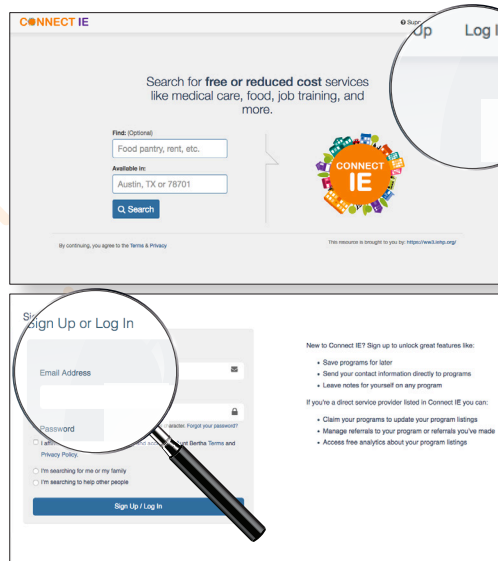 CONNECT IE
Up Log I
Search for free or reduced cost services
like medical care, food, job training, and
more.
Find: (Optional)
Food pantry, rent, etc.
Available in:
Austin, TX or 78701
Search
CONNECT
IE
By continuing, you agree to the Terms & Privacy
This resource is brought to you by: https://ww3.iehp.org/
Sign Up or Log In
Email Address
Password
Forgot your password?
Bertha Terms and
Privacy Policy.
I'm searching for me or my family
I'm searching to help other people
Sign Up / Log In
New to Connect IE? Sign up to unlock great features like:
• Save programs for later
• Send your contact information directly to programs
• Leave notes for yourself on any program
If you're a direct service provider listed in Connect IE you can:
• Claim your programs to update your program listings
• Manage referrals to your program or referrals you've made
• Access free analytics about your program listings